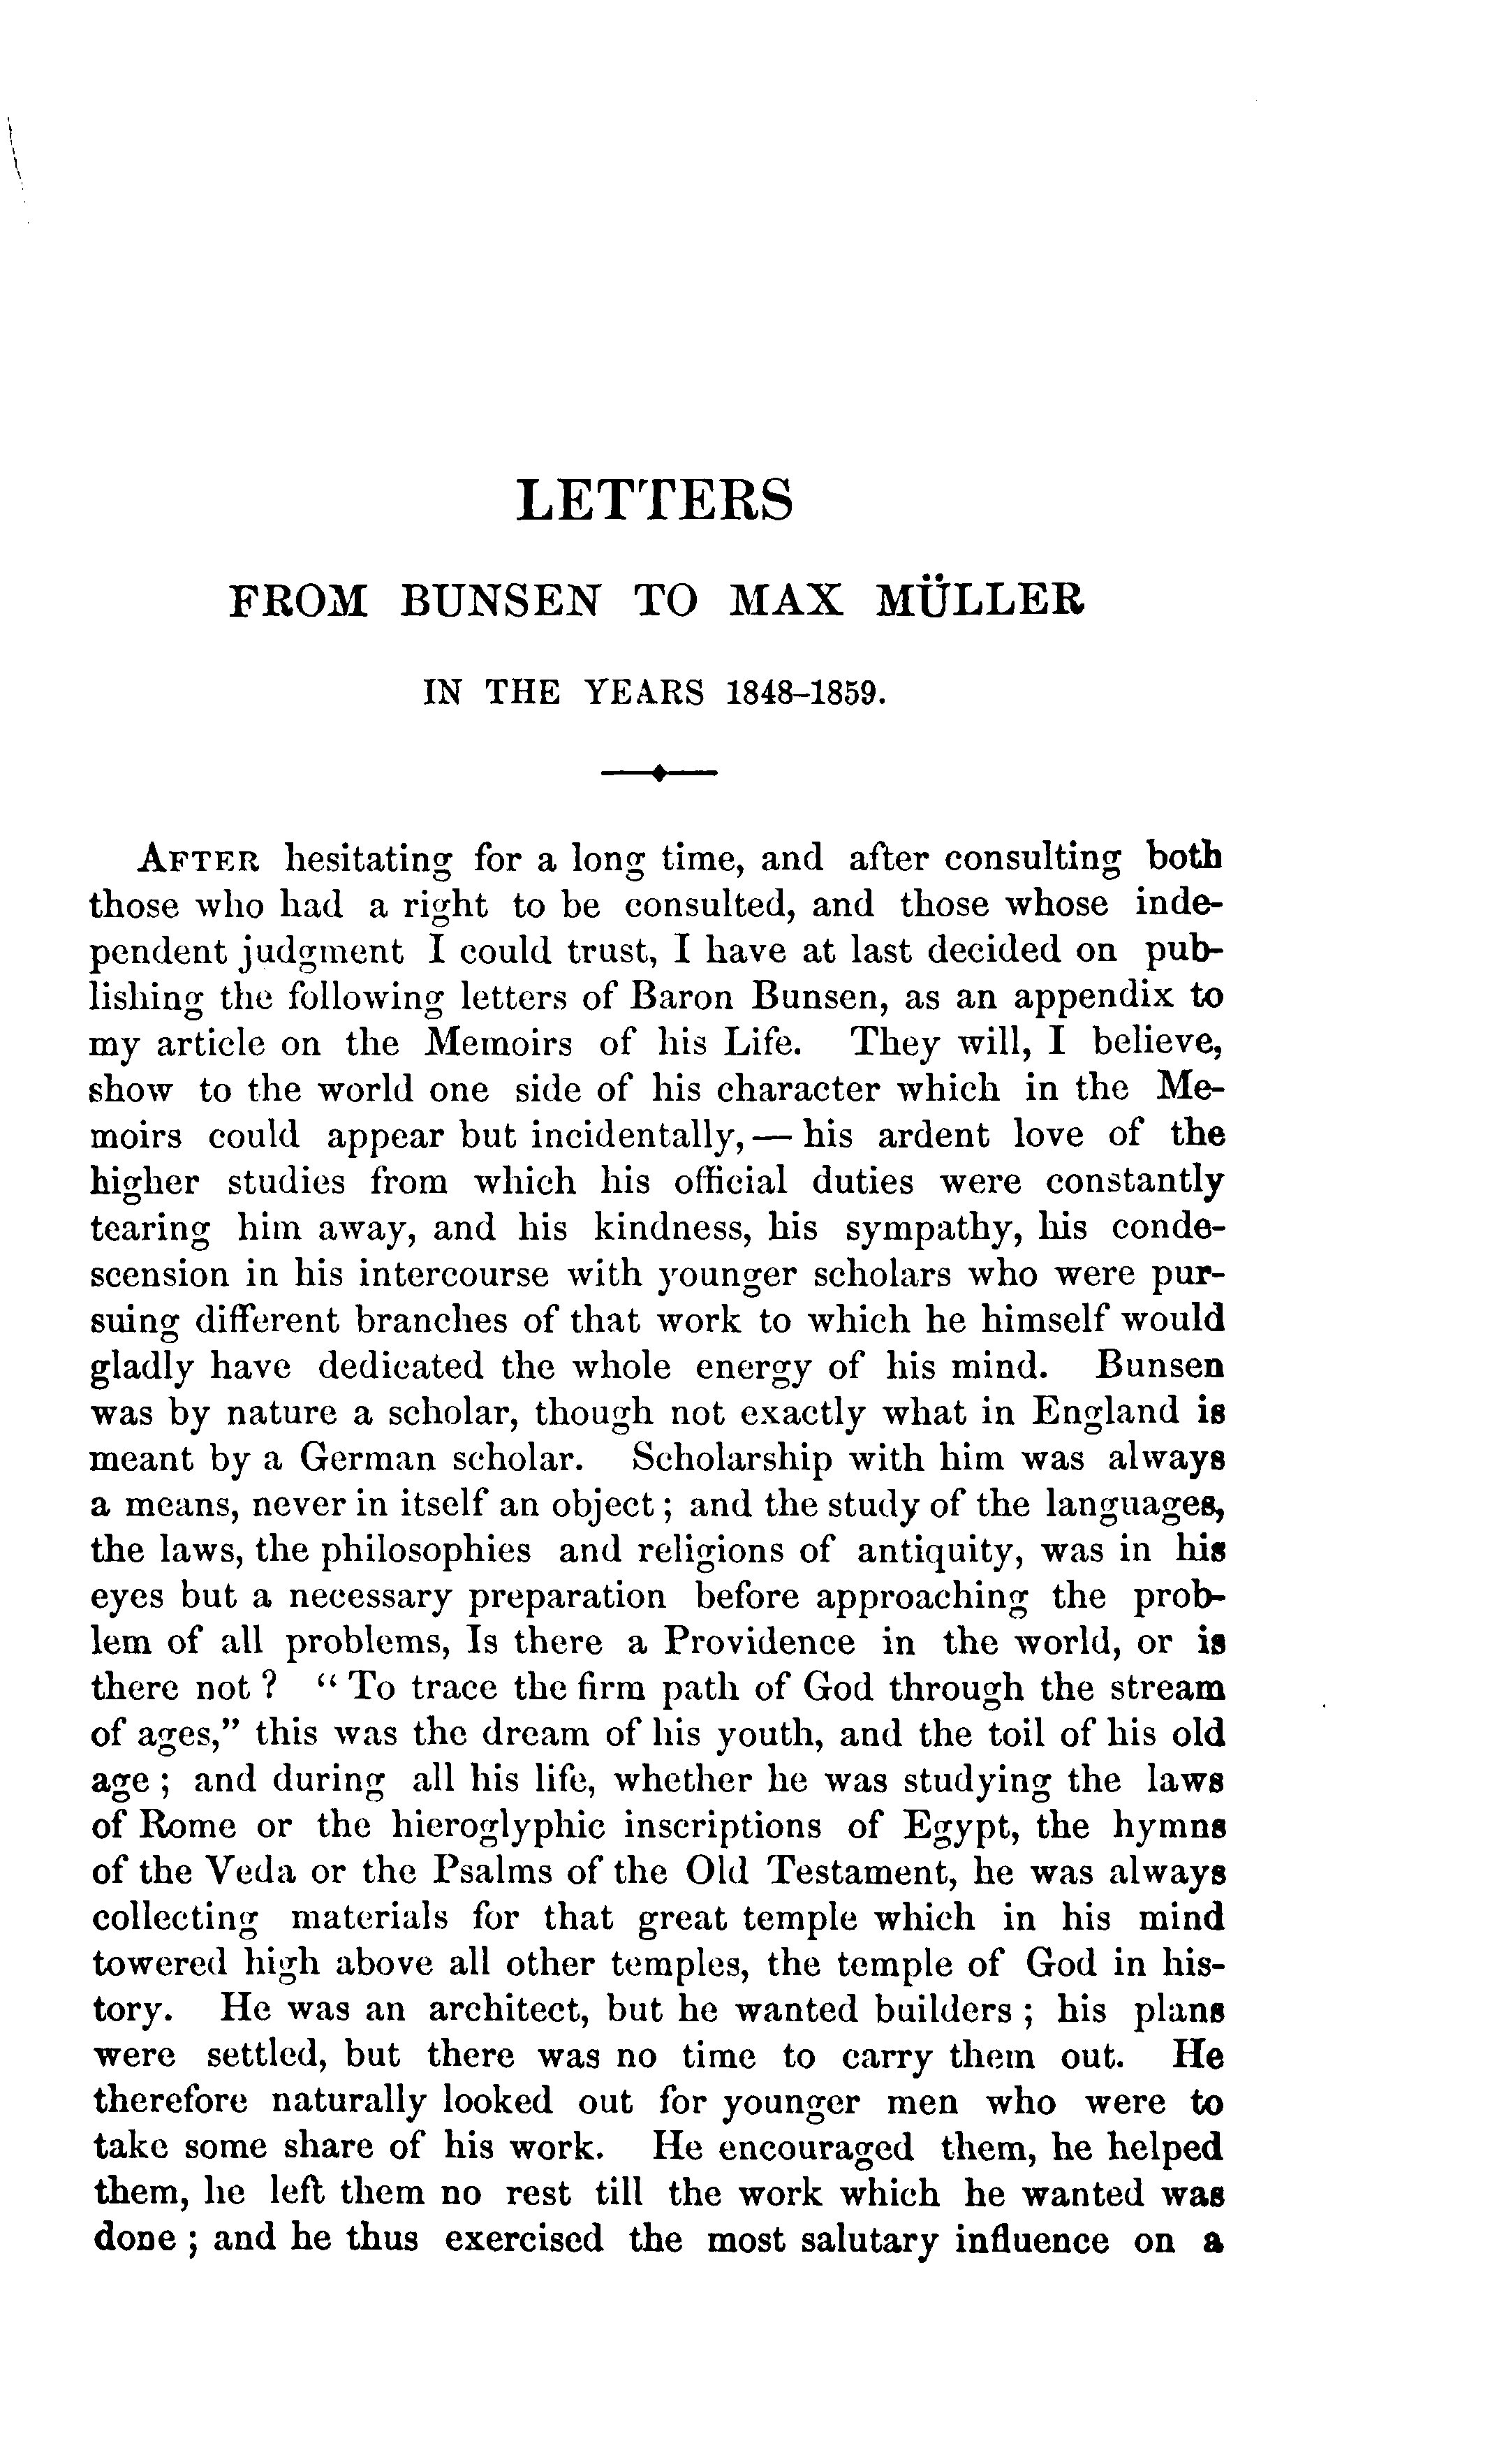 LETTERS
FROM BUNSEN TO MAX MÜLLER
IN THE YEARS 1848–1859.
AFTER hesitating for a long time, and after consulting both
those who had a right to be consulted, and those whose inde-
pendent judgment I could trust, I have at last decided on pub-
lishing the following letters of Baron Bunsen, as an appendix to
my article on the Memoirs of his Life. They will, I believe,
show to the world one side of his character which in the Me-
moirs could appear but incidentally, — his ardent love of the
higher studies from which his official duties were constantly
tearing him away, and his kindness, his sympathy, his conde-
scension in his intercourse with younger scholars who were pur-
suing different branches of that work to which he himself would
gladly have dedicated the whole energy of his mind. Bunsen
was by nature a scholar, though not exactly what in England is
meant by a German scholar. Scholarship with him was always
a means, never in itself an object ; and the study of the languages,
the laws, the philosophies and religions of antiquity, was in his
eyes but a necessary preparation before approaching the prob-
lem of all problems, Is there a Providence in the world, or is
there not ? “ To trace the firm path of God through the stream
of ages,” this was the dream of his youth, and the toil of his old
age ; and during all his life, whether he was studying the laws
of Rome or the hieroglyphic inscriptions of Egypt, the hymns
of the Veda or the Psalms of the Old Testament, he was always
collecting materials for that great temple which in his mind
towered high above all other temples, the temple of God in his-
tory. He was an architect, but he wanted builders ; his plans
were settled, but there was no time to carry them out. He
therefore naturally looked out for younger men who were to
take some share of his work. He encouraged them, he helped
them, he left them no rest till the work which he wanted was
done ; and he thus exercised the most salutary influence on a